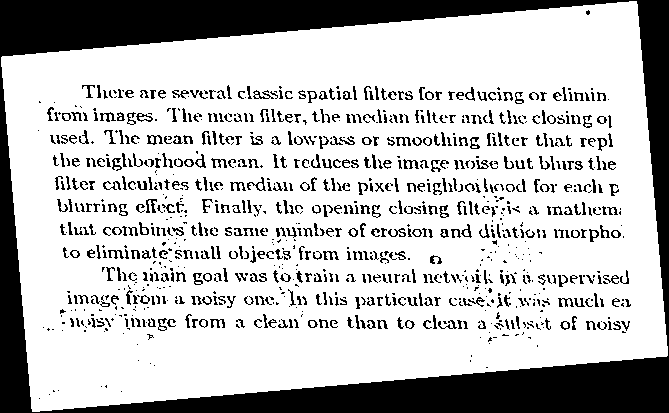 There are several classic spatial filters for reducing or elimin
from images. The mean filter, the median filter and the closing op
used. The mean filter is a lowpass or smoothing filter that repl
the neighborhood mean. It reduces the image noise but blurs the
filter calculates the median of the pixel neighborhood for each p
blurring effect. Finally, the opening closing filter is a mathema
that combines the same number of erosion and dilation morpho
to eliminate small objects from images.
The main goal was to train a neural network in a supervised
image from a noisy one. In this particular case, it was much ea
noisy image from a clean one than to clean a subset of noisy